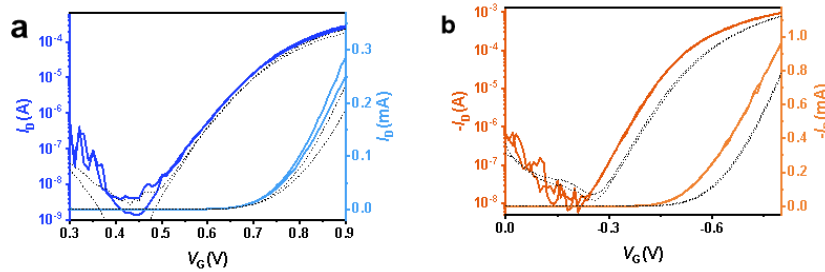 a
10⁻⁴
10⁻⁵
10⁻⁶
10⁻⁷
10⁻⁸
10⁻⁹
I_D (A)
0.3
0.2
0.1
0.0
I_D (mA)
0.3 0.4 0.5 0.6 0.7 0.8 0.9
V_G (V)
b
10⁻³
10⁻⁴
10⁻⁵
10⁻⁶
10⁻⁷
10⁻⁸
-I_D (A)
1.0
0.8
0.6
0.4
0.2
0.0
-I_D (mA)
0.0 -0.3 -0.6
V_G (V)